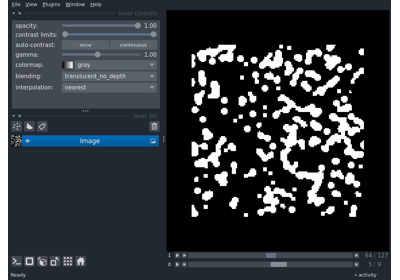 File View Plugins Window Help
layer controls
opacity: 1.00
contrast limits:
auto-contrast: once continuous
gamma: 1.00
colormap: gray
blending: translucent_no_depth
interpolation: nearest
layer list
Image
1 64 127
0 5 9
Ready activity